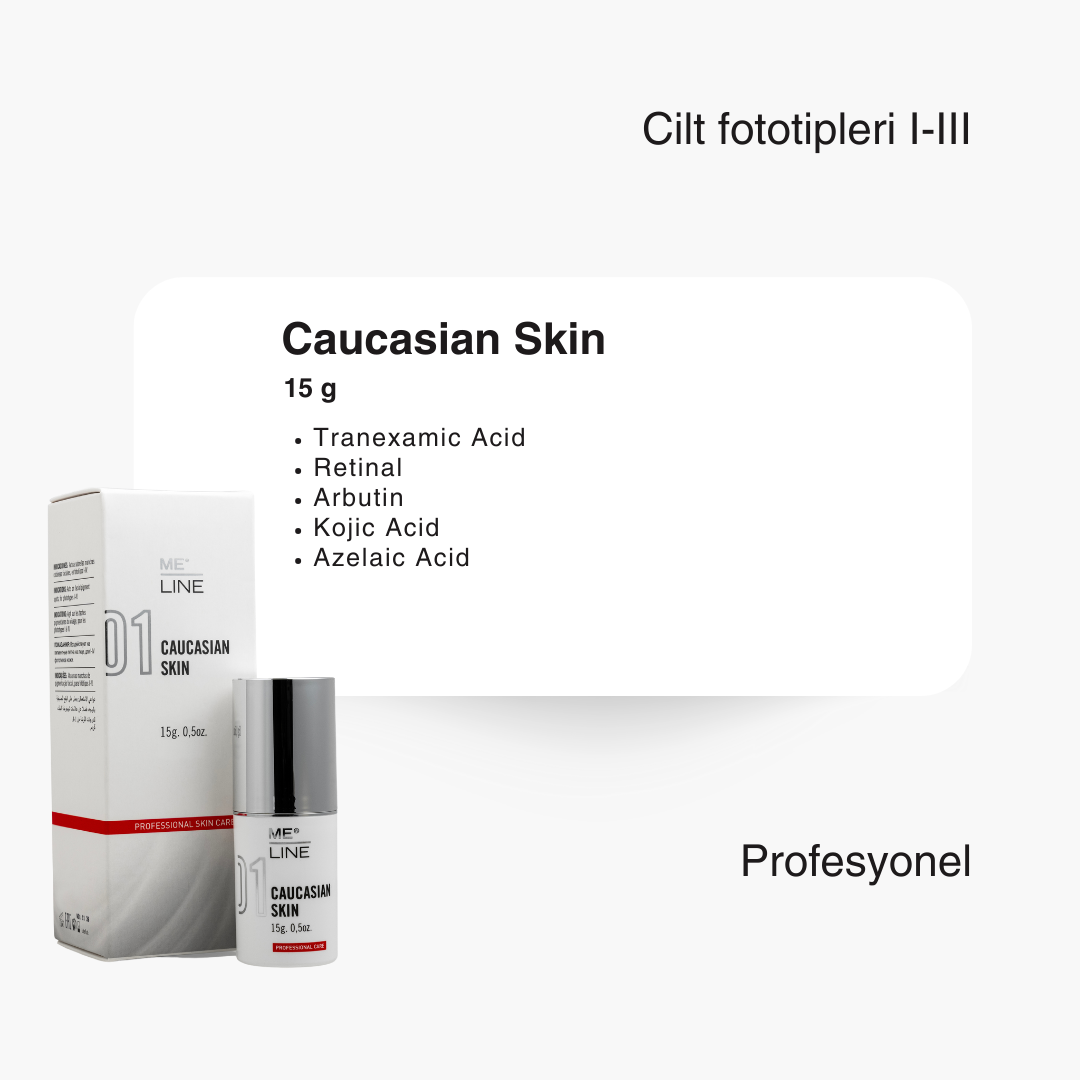 Cilt fototipleri I-III
Caucasian Skin
15 g
• Tranexamic Acid
• Retinal
• Arbutin
• Kojic Acid
• Azelaic Acid
ME®
LINE
01
CAUCASIAN
SKIN
15g. 0,5oz.
PROFESSIONAL SKIN CARE
ME®
LINE
01
CAUCASIAN
SKIN
15g. 0,5oz.
PROFESSIONAL CARE
Profesyonel